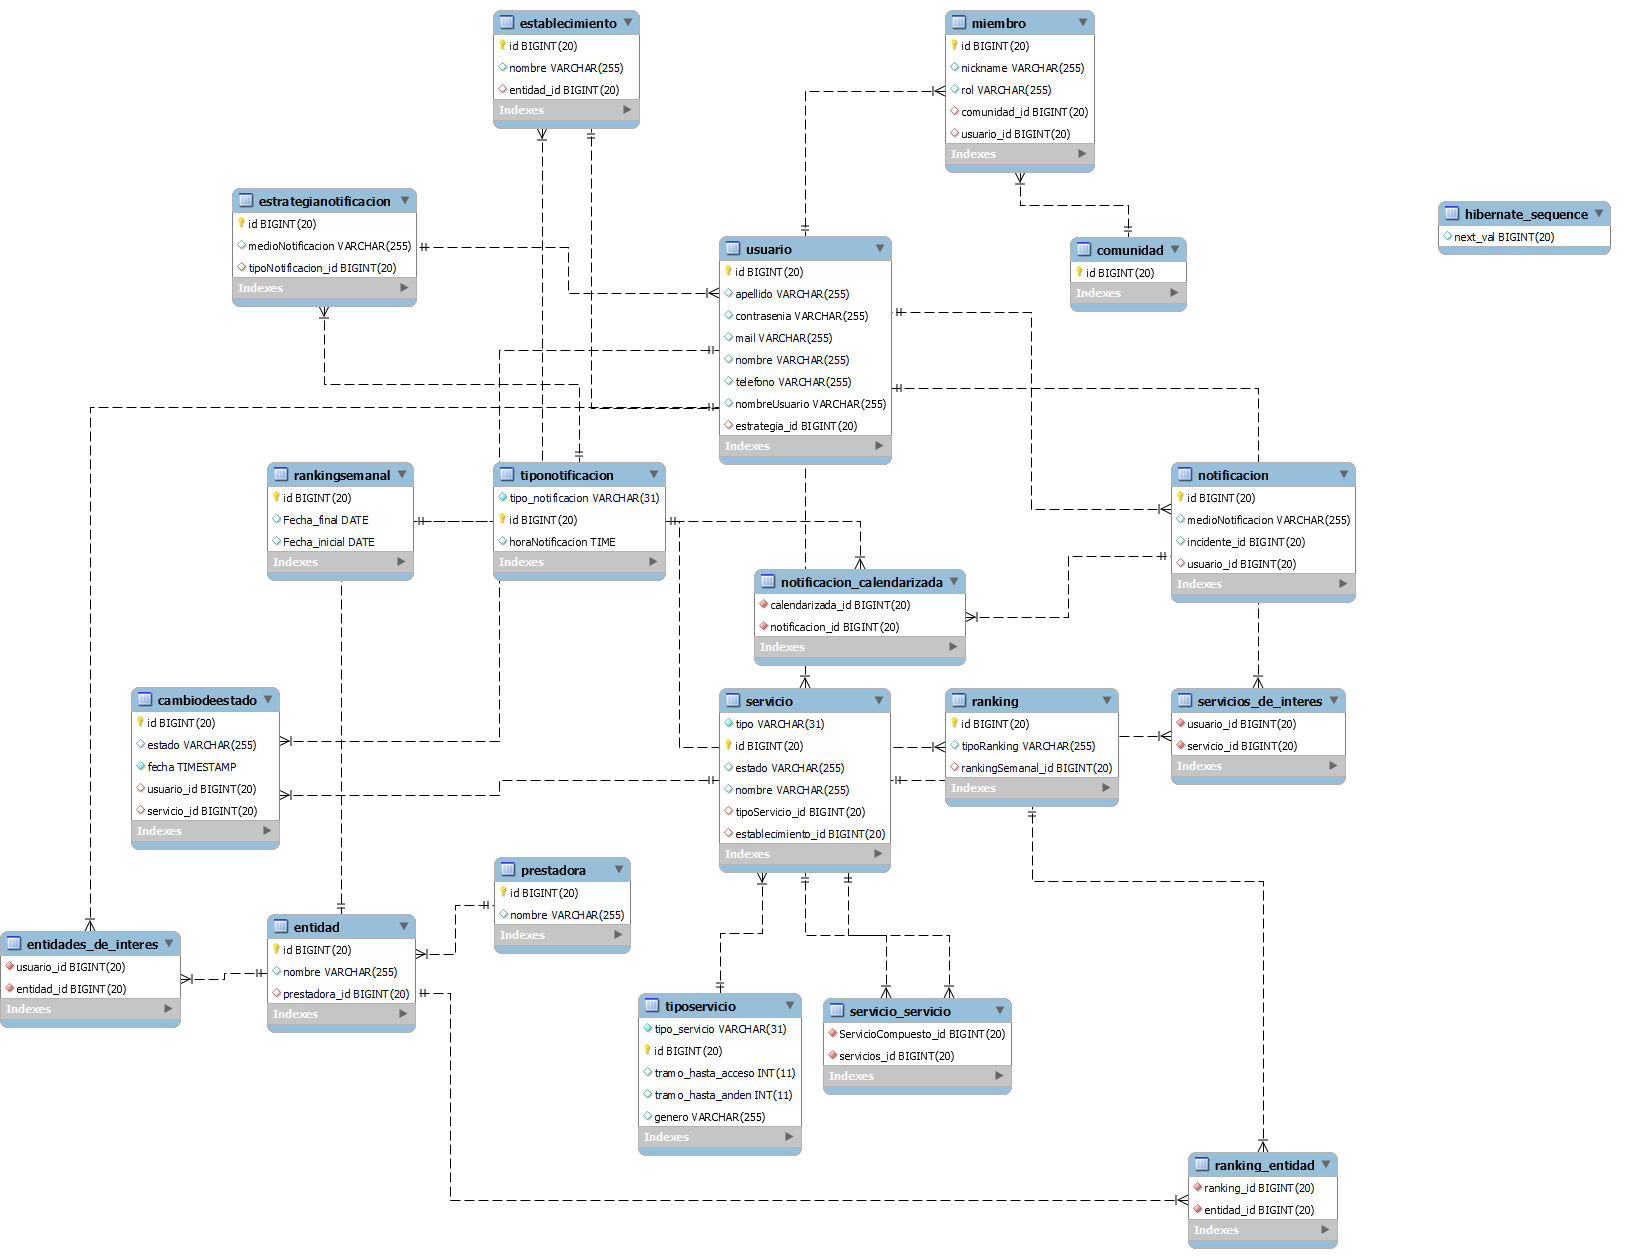 establecimiento
id BIGINT(20)
nombre VARCHAR(255)
entidad_id BIGINT(20)
Indexes
miembro
id BIGINT(20)
nickname VARCHAR(255)
rol VARCHAR(255)
comunidad_id BIGINT(20)
usuario_id BIGINT(20)
Indexes
estrategianotificacion
id BIGINT(20)
medioNotificacion VARCHAR(255)
tipoNotificacion_id BIGINT(20)
Indexes
hibernate_sequence
next_val BIGINT(20)
usuario
id BIGINT(20)
apellido VARCHAR(255)
contrasenia VARCHAR(255)
mail VARCHAR(255)
nombre VARCHAR(255)
telefono VARCHAR(255)
nombreUsuario VARCHAR(255)
estrategia_id BIGINT(20)
Indexes
comunidad
id BIGINT(20)
Indexes
rankingsemanal
id BIGINT(20)
Fecha_final DATE
Fecha_inicial DATE
Indexes
tiponotificacion
tipo_notificacion VARCHAR(31)
id BIGINT(20)
horaNotificacion TIME
Indexes
notificacion
id BIGINT(20)
medioNotificacion VARCHAR(255)
incidente_id BIGINT(20)
usuario_id BIGINT(20)
Indexes
notificacion_calendarizada
calendarizada_id BIGINT(20)
notificacion_id BIGINT(20)
Indexes
cambiodeestado
id BIGINT(20)
estado VARCHAR(255)
fecha TIMESTAMP
usuario_id BIGINT(20)
servicio_id BIGINT(20)
Indexes
servicio
tipo VARCHAR(31)
id BIGINT(20)
estado VARCHAR(255)
nombre VARCHAR(255)
tipoServicio_id BIGINT(20)
establecimiento_id BIGINT(20)
Indexes
ranking
id BIGINT(20)
tipoRanking VARCHAR(255)
rankingSemanal_id BIGINT(20)
Indexes
servicios_de_interes
usuario_id BIGINT(20)
servicio_id BIGINT(20)
Indexes
prestadora
id BIGINT(20)
nombre VARCHAR(255)
Indexes
entidades_de_interes
usuario_id BIGINT(20)
entidad_id BIGINT(20)
Indexes
entidad
id BIGINT(20)
nombre VARCHAR(255)
prestadora_id BIGINT(20)
Indexes
tiposervicio
tipo_servicio VARCHAR(31)
id BIGINT(20)
tramo_hasta_acceso INT(11)
tramo_hasta_anden INT(11)
genero VARCHAR(255)
Indexes
servicio_servicio
ServicioCompuesto_id BIGINT(20)
servicios_id BIGINT(20)
Indexes
ranking_entidad
ranking_id BIGINT(20)
entidad_id BIGINT(20)
Indexes